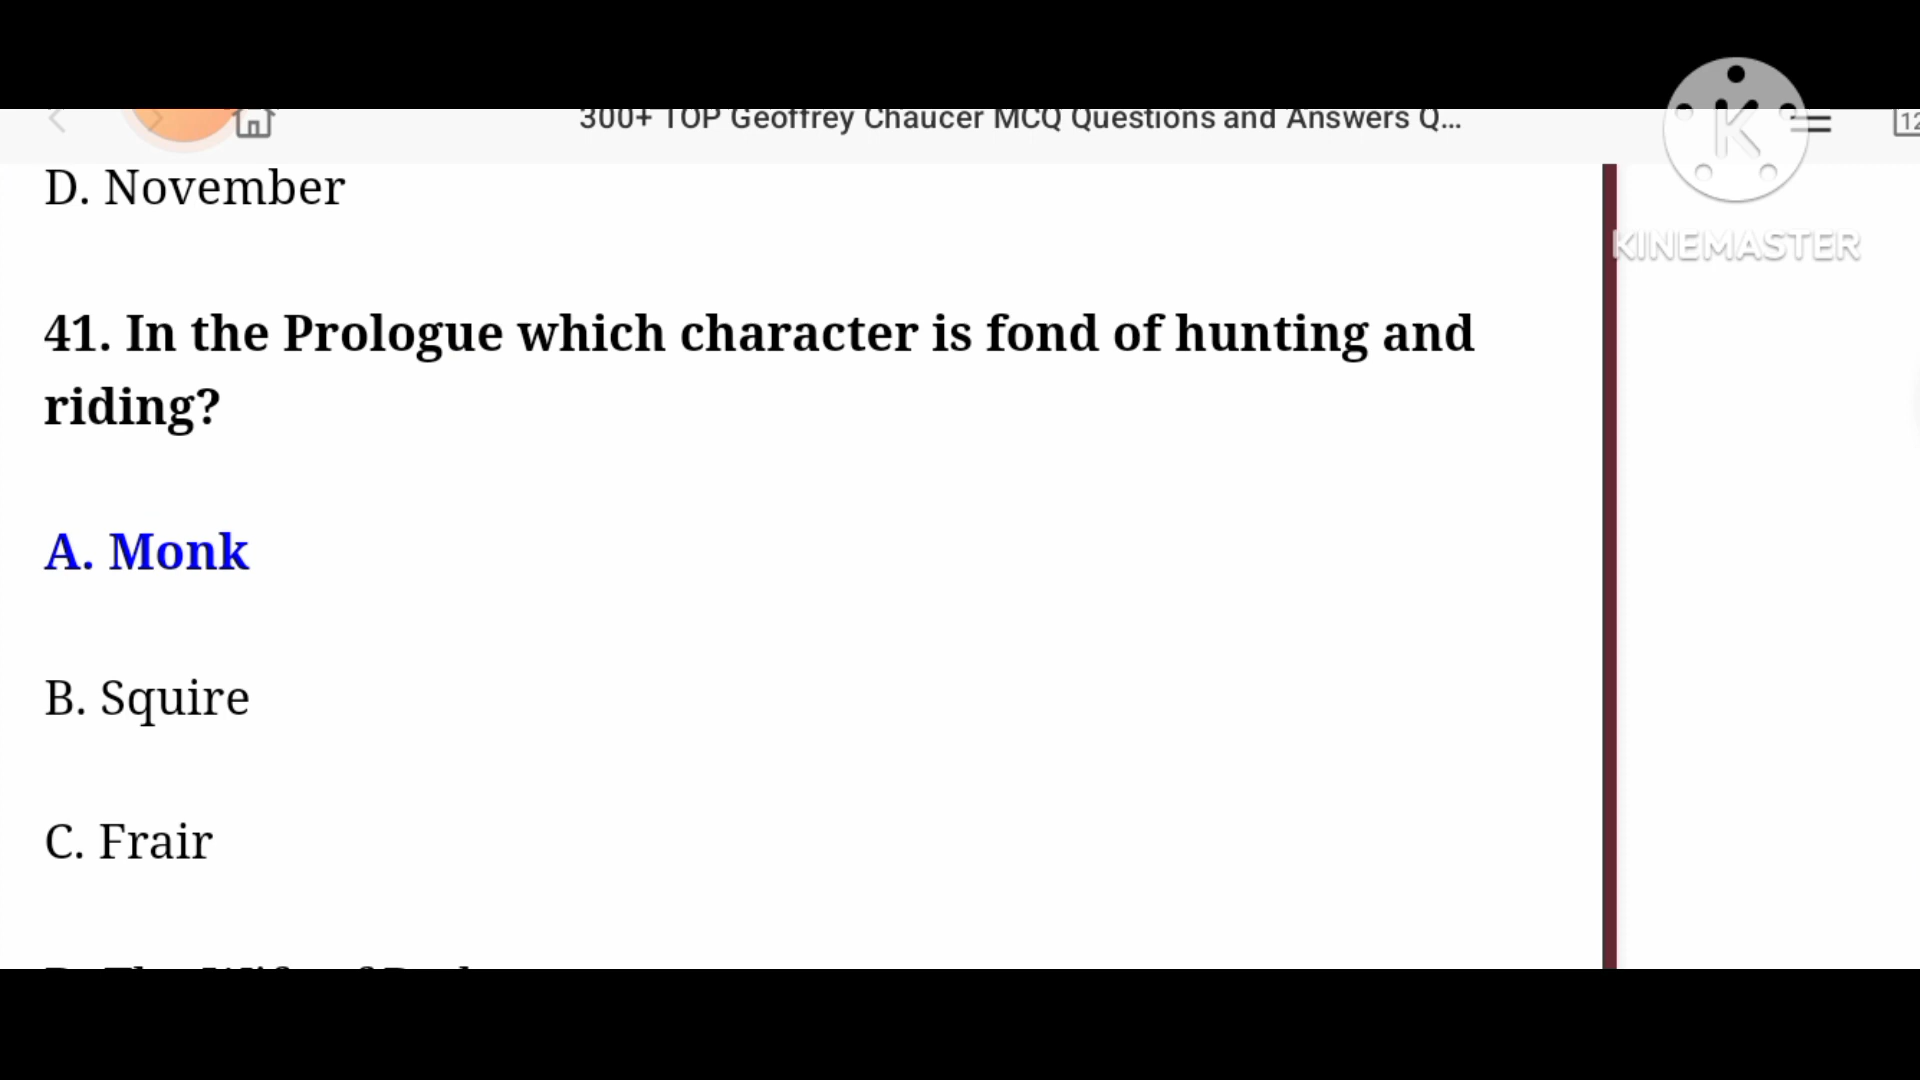 300+ TOP Geoffrey Chaucer MCQ Questions and Answers Q...
12
K
KINEMASTER
D. November
41. In the Prologue which character is fond of hunting and
riding?
A. Monk
B. Squire
C. Frair